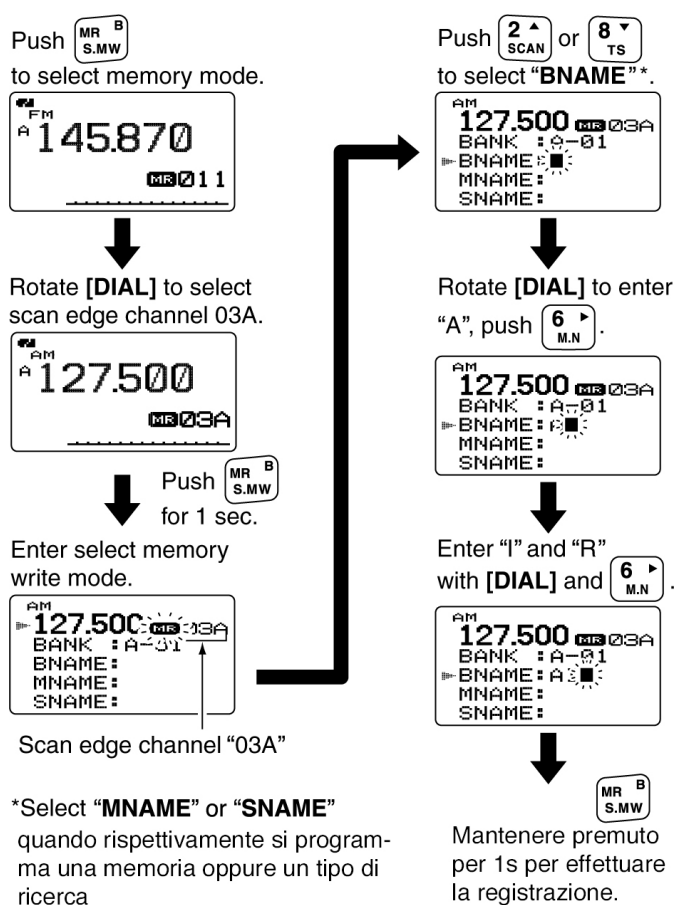 Push MR B S.MW
to select memory mode.
FM
A 145.870
MR 011
Rotate [DIAL] to select
scan edge channel 03A.
AM
A 127.500
MR 03A
Push MR B S.MW
for 1 sec.
Enter select memory
write mode.
AM
127.500 MR 03A
BANK : A-01
BNAME:
MNAME:
SNAME:
Scan edge channel “03A”
*Select “MNAME” or “SNAME”
quando rispettivamente si program-
ma una memoria oppure un tipo di
ricerca
Push 2 SCAN or 8 TS
to select “BNAME”*.
AM
127.500 MR 03A
BANK : A-01
BNAME:
MNAME:
SNAME:
Rotate [DIAL] to enter
“A”, push 6 M.N.
AM
127.500 MR 03A
BANK : A-01
BNAME:
MNAME:
SNAME:
Enter “I” and “R”
with [DIAL] and 6 M.N.
AM
127.500 MR 03A
BANK : A-01
BNAME: A
MNAME:
SNAME:
MR B S.MW
Mantenere premuto
per 1s per effettuare
la registrazione.